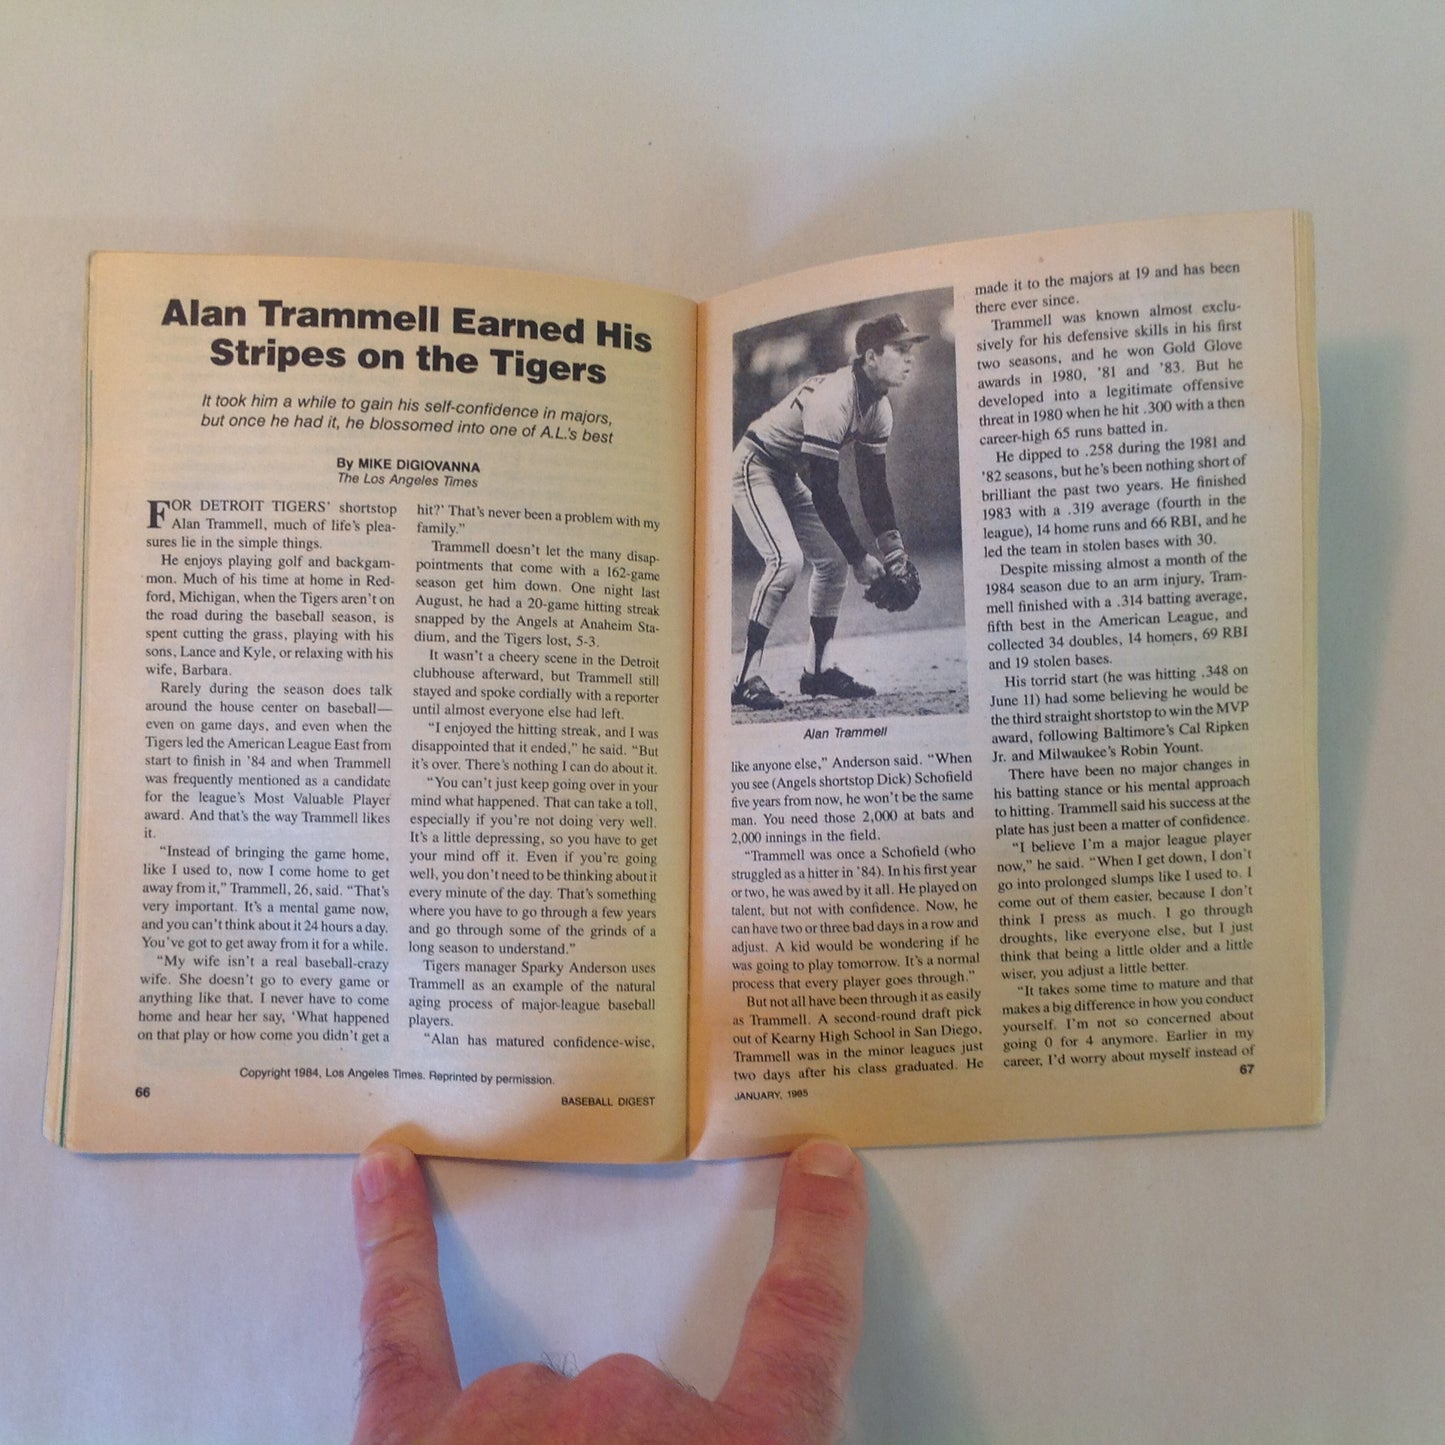 Alan Trammell Earned His
Stripes on the Tigers
It took him a while to gain his self-confidence in majors,
but once he had it, he blossomed into one of A.L.'s best
By MIKE DIGIOVANNA
The Los Angeles Times
FOR DETROIT TIGERS' shortstop
Alan Trammell, much of life's plea-
sures lie in the simple things.
He enjoys playing golf and backgam-
mon. Much of his time at home in Red-
ford, Michigan, when the Tigers aren't on
the road during the baseball season, is
spent cutting the grass, playing with his
sons, Lance and Kyle, or relaxing with his
wife, Barbara.
Rarely during the season does talk
around the house center on baseball—
even on game days, and even when the
Tigers led the American League East from
start to finish in '84 and when Trammell
was frequently mentioned as a candidate
for the league's Most Valuable Player
award. And that's the way Trammell likes
it.
"Instead of bringing the game home,
like I used to, now I come home to get
away from it," Trammell, 26, said. "That's
very important. It's a mental game now,
and you can't think about it 24 hours a day.
You've got to get away from it for a while.
"My wife isn't a real baseball-crazy
wife. She doesn't go to every game or
anything like that. I never have to come
home and hear her say, 'What happened
on that play or how come you didn't get a
hit?' That's never been a problem with my
family."
Trammell doesn't let the many disap-
pointments that come with a 162-game
season get him down. One night last
August, he had a 20-game hitting streak
snapped by the Angels at Anaheim Sta-
dium, and the Tigers lost, 5-3.
It wasn't a cheery scene in the Detroit
clubhouse afterward, but Trammell still
stayed and spoke cordially with a reporter
until almost everyone else had left.
"I enjoyed the hitting streak, and I was
disappointed that it ended," he said. "But
it's over. There's nothing I can do about it.
"You can't just keep going over in your
mind what happened. That can take a toll,
especially if you're not doing very well.
It's a little depressing, so you have to get
your mind off it. Even if you're going
well, you don't need to be thinking about it
every minute of the day. That's something
where you have to go through a few years
and go through some of the grinds of a
long season to understand."
Tigers manager Sparky Anderson uses
Trammell as an example of the natural
aging process of major-league baseball
players.
"Alan has matured confidence-wise,
Copyright 1984, Los Angeles Times. Reprinted by permission.
66
BASEBALL DIGEST
Alan Trammell
like anyone else," Anderson said. "When
you see (Angels shortstop Dick) Schofield
five years from now, he won't be the same
man. You need those 2,000 at bats and
2,000 innings in the field.
"Trammell was once a Schofield (who
struggled as a hitter in '84). In his first year
or two, he was awed by it all. He played on
talent, but not with confidence. Now, he
can have two or three bad days in a row and
adjust. A kid would be wondering if he
was going to play tomorrow. It's a normal
process that every player goes through."
But not all have been through it as easily
as Trammell. A second-round draft pick
out of Kearny High School in San Diego,
Trammell was in the minor leagues just
two days after his class graduated. He
made it to the majors at 19 and has been
there ever since.
Trammell was known almost exclu-
sively for his defensive skills in his first
two seasons, and he won Gold Glove
awards in 1980, '81 and '83. But he
developed into a legitimate offensive
threat in 1980 when he hit .300 with a then
career-high 65 runs batted in.
He dipped to .258 during the 1981 and
'82 seasons, but he's been nothing short of
brilliant the past two years. He finished
1983 with a .319 average (fourth in the
league), 14 home runs and 66 RBI, and he
led the team in stolen bases with 30.
Despite missing almost a month of the
1984 season due to an arm injury, Tram-
mell finished with a .314 batting average,
fifth best in the American League, and
collected 34 doubles, 14 homers, 69 RBI
and 19 stolen bases.
His torrid start (he was hitting .348 on
June 11) had some believing he would be
the third straight shortstop to win the MVP
award, following Baltimore's Cal Ripken
Jr. and Milwaukee's Robin Yount.
There have been no major changes in
his batting stance or his mental approach
to hitting. Trammell said his success at the
plate has just been a matter of confidence.
"I believe I'm a major league player
now," he said. "When I get down, I don't
go into prolonged slumps like I used to. I
come out of them easier, because I don't
think I press as much. I go through
droughts, like everyone else, but I just
think that being a little older and a little
wiser, you adjust a little better.
"It takes some time to mature and that
makes a big difference in how you conduct
yourself. I'm not so concerned about
going 0 for 4 anymore. Earlier in my
career, I'd worry about myself instead of
JANUARY, 1985
67